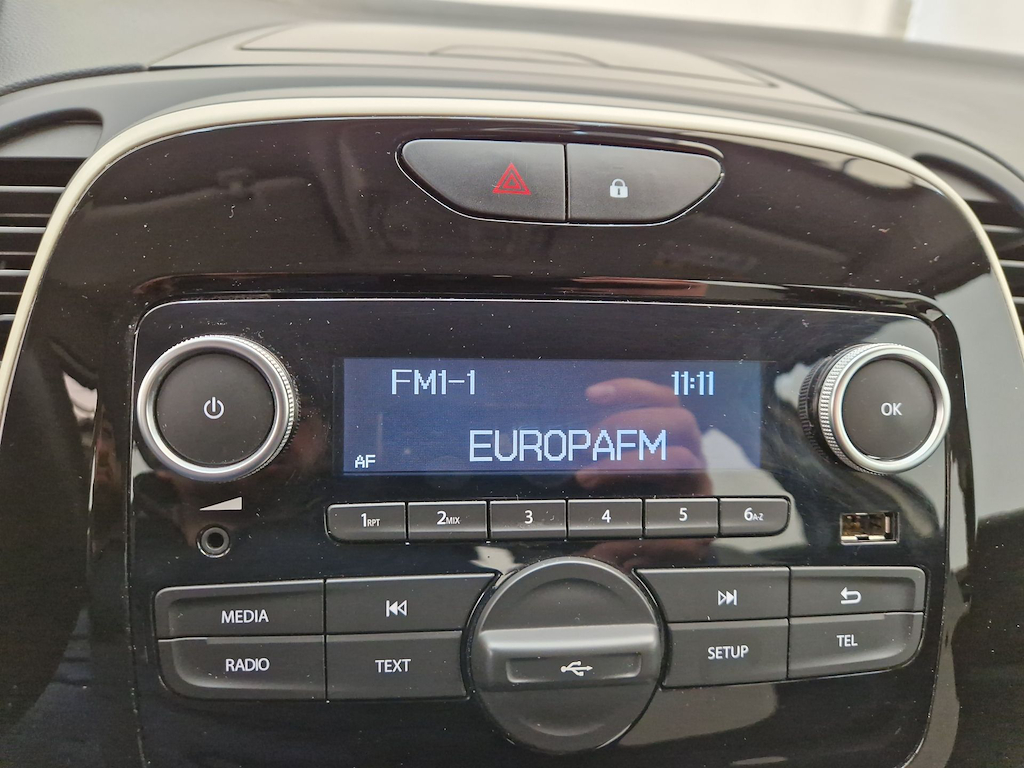 FM1-1 11:11
EUROPAFM
AF
OK
1RPT 2MIX 3 4 5 6A-Z
MEDIA
RADIO TEXT SETUP TEL